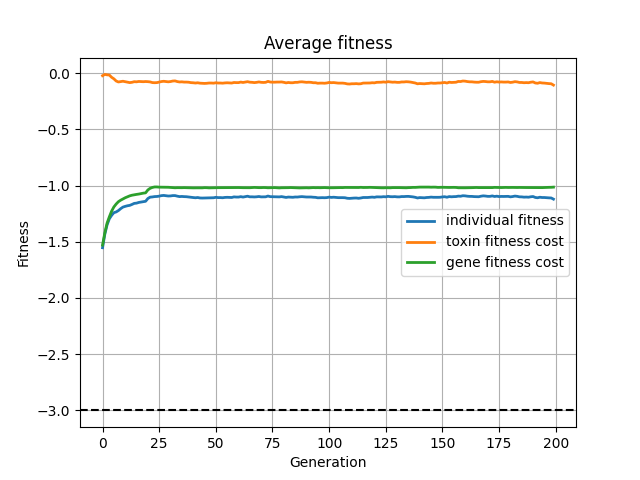 Average fitness
Fitness
0.0
−0.5
−1.0
−1.5
−2.0
−2.5
−3.0
individual fitness
toxin fitness cost
gene fitness cost
0 25 50 75 100 125 150 175 200
Generation